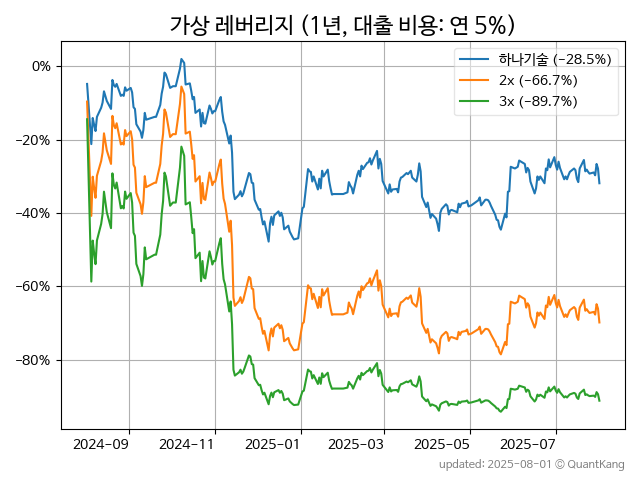 가상 레버리지 (1년, 대출 비용: 연 5%)
하나기술 (-28.5%)
2x (-66.7%)
3x (-89.7%)
0%
−20%
−40%
−60%
−80%
2024-09 2024-11 2025-01 2025-03 2025-05 2025-07
updated: 2025-08-01 © QuantKang